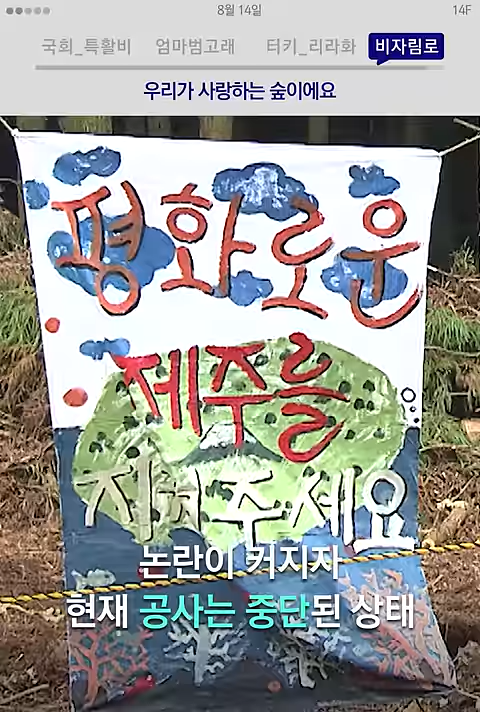 8월 14일
14F
국회_특활비 엄마범고래 터키_리라화 비자림로
우리가 사랑하는 숲이에요
평화로운
제주를
지켜주세요
논란이 커지자
현재 공사는 중단된 상태